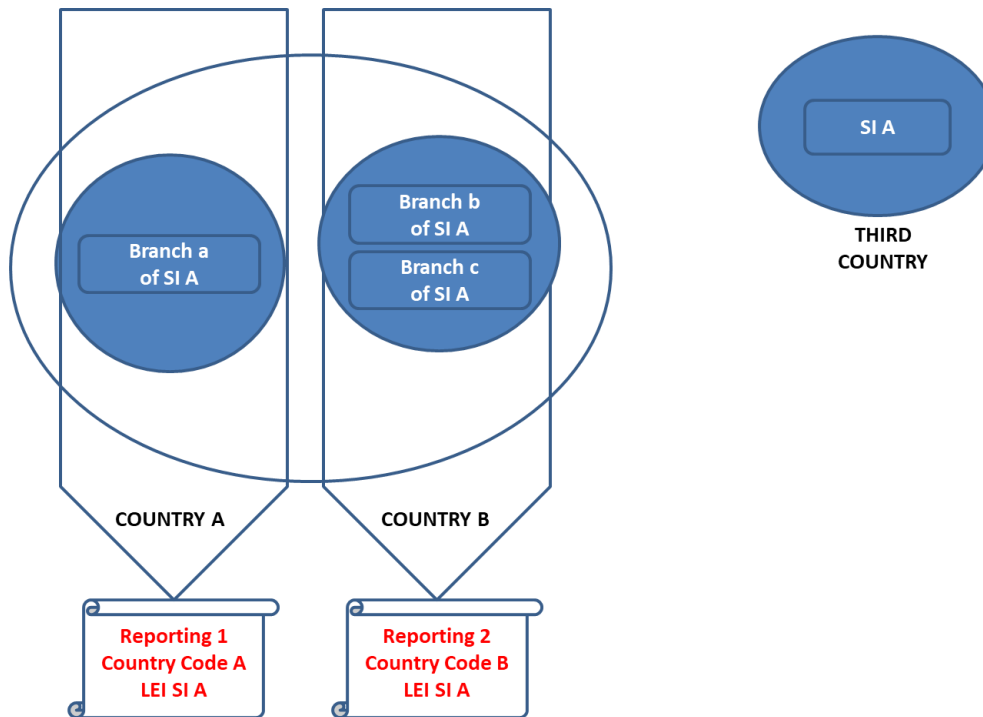 SI A
THIRD
COUNTRY
Branch a
of SI A
Branch b
of SI A
Branch c
of SI A
COUNTRY A
COUNTRY B
Reporting 1
Country Code A
LEI SI A
Reporting 2
Country Code B
LEI SI A